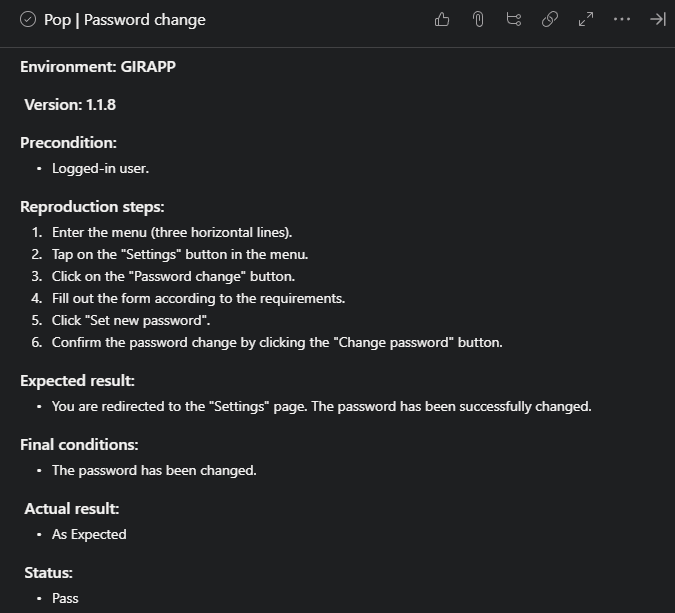 Pop | Password change
Environment: GIRAPP
Version: 1.1.8
Precondition:
• Logged-in user.
Reproduction steps:
1. Enter the menu (three horizontal lines).
2. Tap on the "Settings" button in the menu.
3. Click on the "Password change" button.
4. Fill out the form according to the requirements.
5. Click "Set new password".
6. Confirm the password change by clicking the "Change password" button.
Expected result:
• You are redirected to the "Settings" page. The password has been successfully changed.
Final conditions:
• The password has been changed.
Actual result:
• As Expected
Status:
• Pass